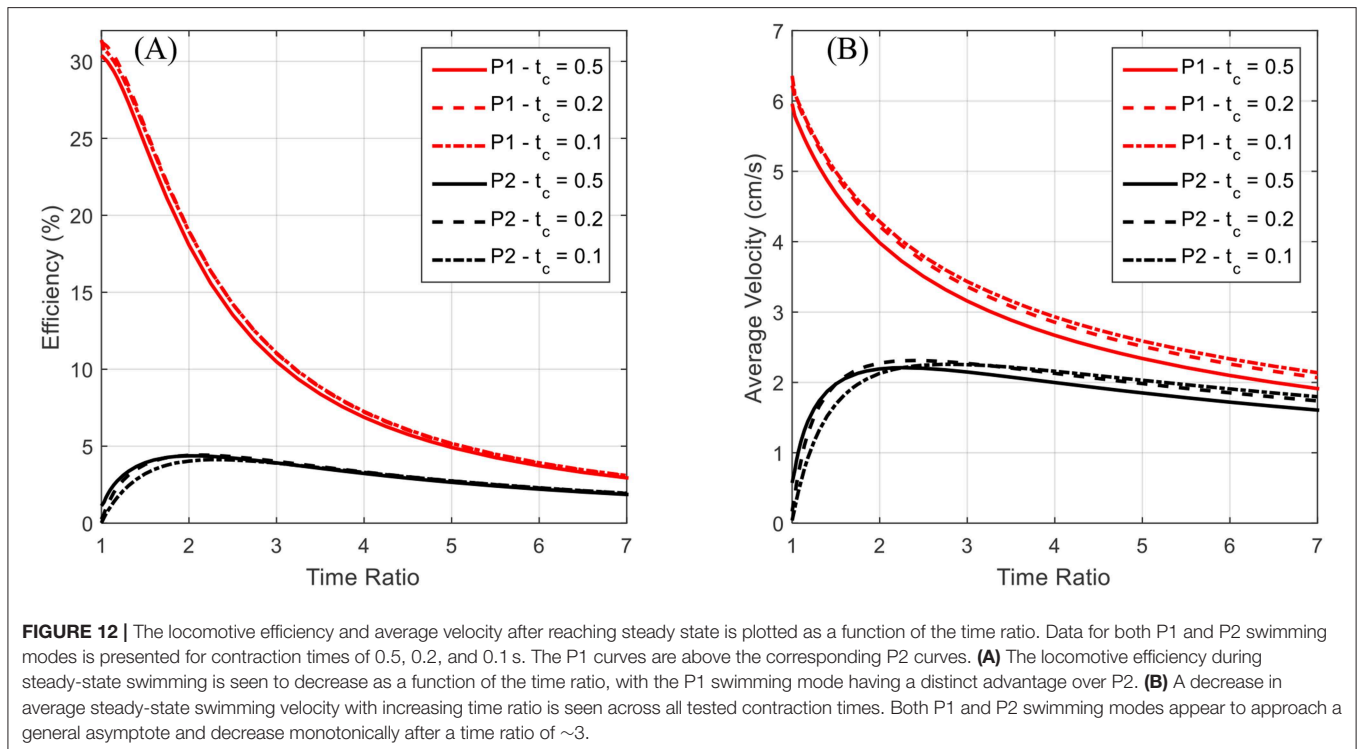 (A)
P1 - t_c = 0.5
P1 - t_c = 0.2
P1 - t_c = 0.1
P2 - t_c = 0.5
P2 - t_c = 0.2
P2 - t_c = 0.1
Efficiency (%)
30
25
20
15
10
5
0
1 2 3 4 5 6 7
Time Ratio
(B)
P1 - t_c = 0.5
P1 - t_c = 0.2
P1 - t_c = 0.1
P2 - t_c = 0.5
P2 - t_c = 0.2
P2 - t_c = 0.1
Average Velocity (cm/s)
7
6
5
4
3
2
1
0
1 2 3 4 5 6 7
Time Ratio
FIGURE 12 | The locomotive efficiency and average velocity after reaching steady state is plotted as a function of the time ratio. Data for both P1 and P2 swimming
modes is presented for contraction times of 0.5, 0.2, and 0.1 s. The P1 curves are above the corresponding P2 curves. (A) The locomotive efficiency during
steady-state swimming is seen to decrease as a function of the time ratio, with the P1 swimming mode having a distinct advantage over P2. (B) A decrease in
average steady-state swimming velocity with increasing time ratio is seen across all tested contraction times. Both P1 and P2 swimming modes appear to approach a
general asymptote and decrease monotonically after a time ratio of ~3.